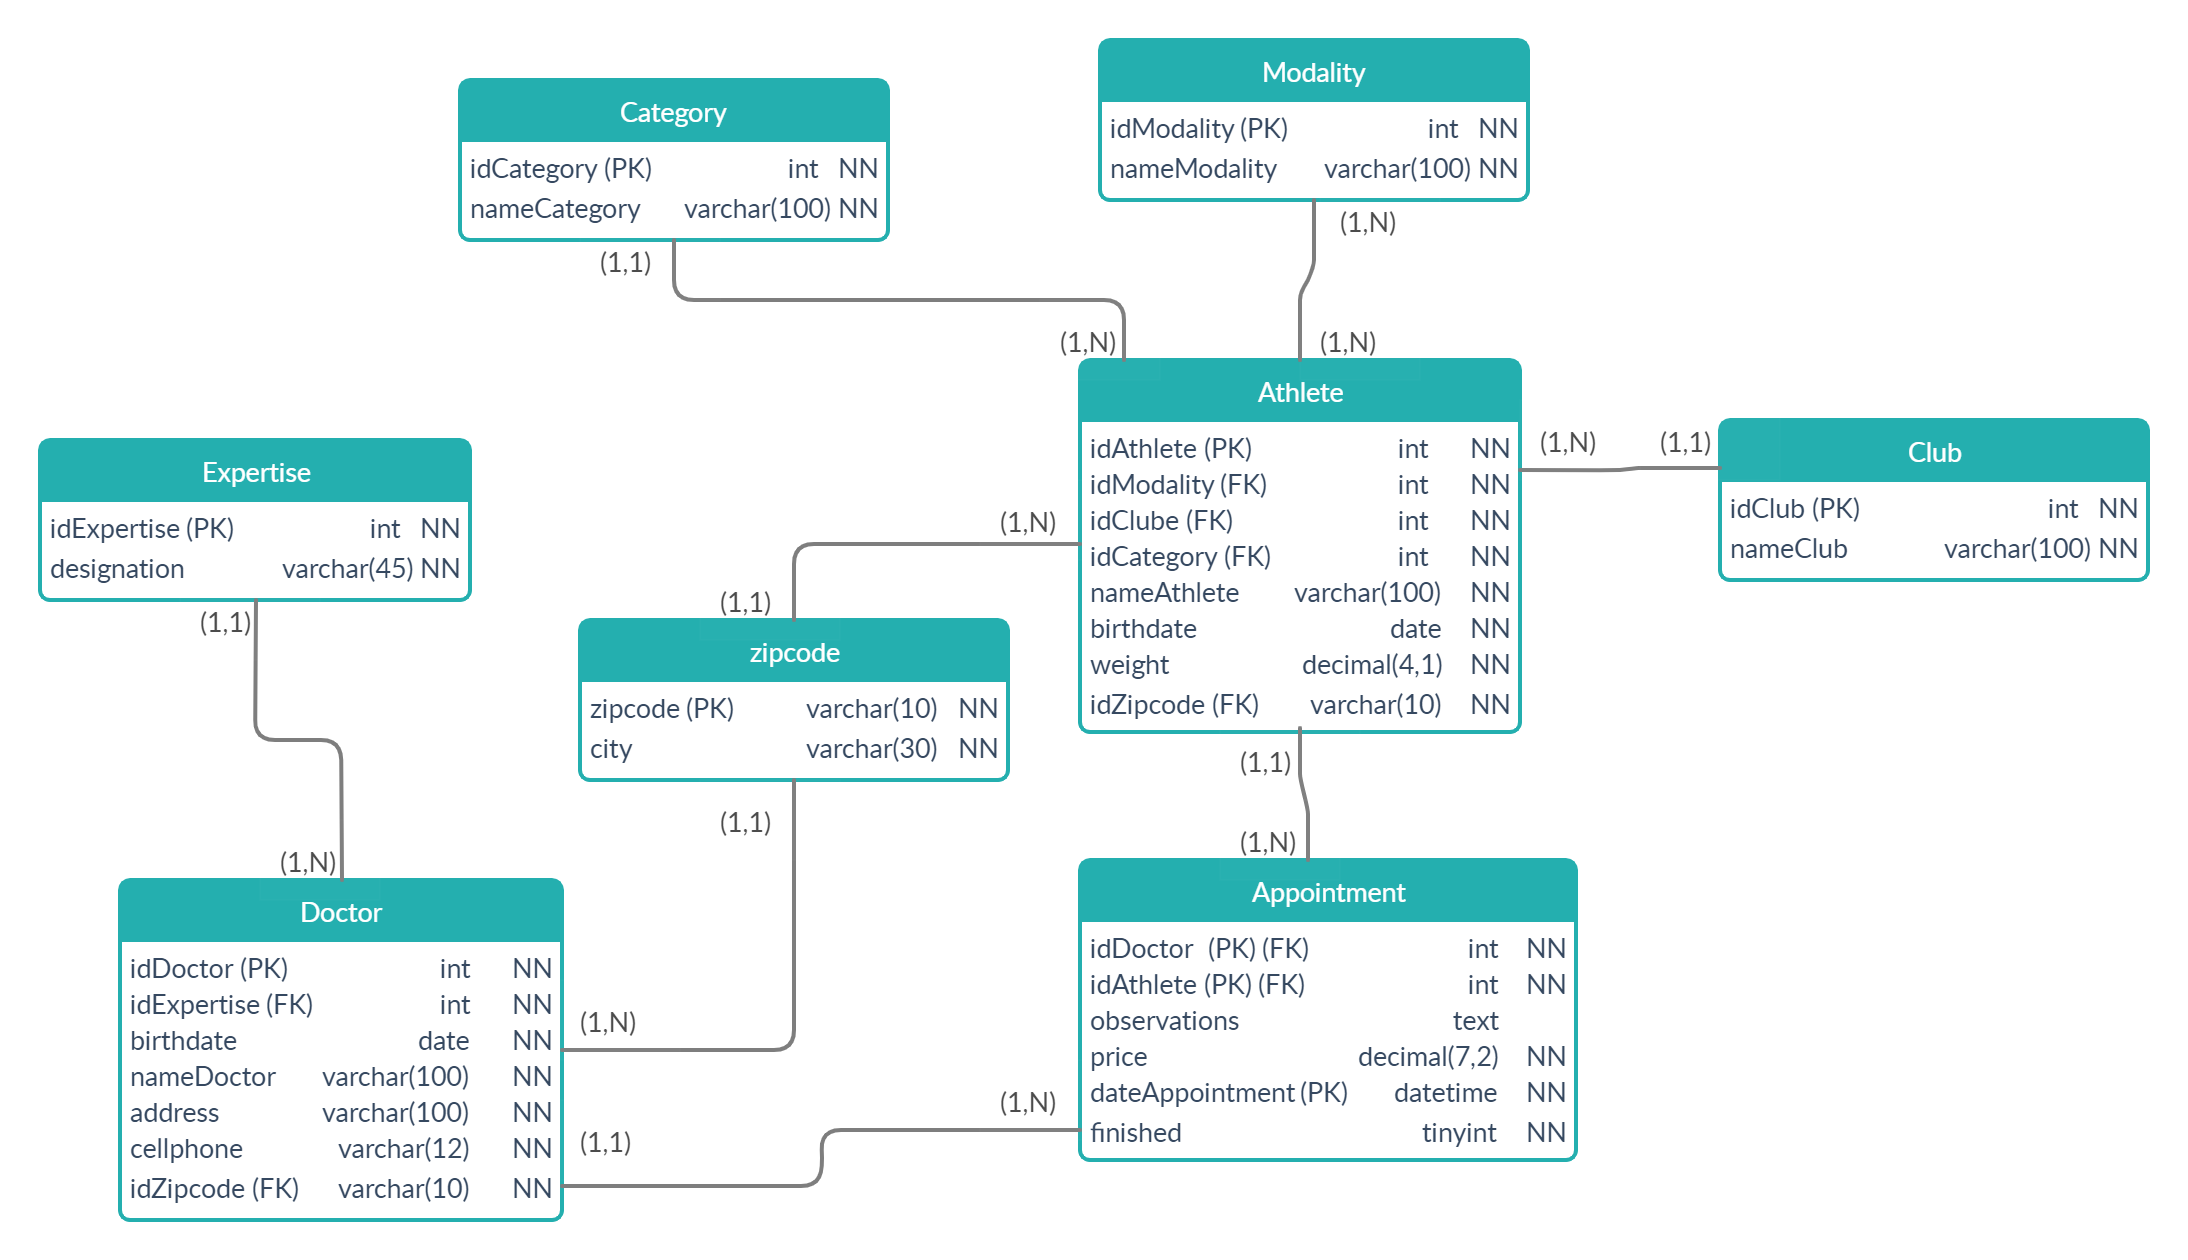 Modality
idModality (PK) int NN
nameModality varchar(100) NN
(1,N)
Category
idCategory (PK) int NN
nameCategory varchar(100) NN
(1,1)
(1,N)
(1,N)
Athlete
idAthlete (PK) int NN
idModality (FK) int NN
idClube (FK) int NN
idCategory (FK) int NN
nameAthlete varchar(100) NN
birthdate date NN
weight decimal(4,1) NN
idZipcode (FK) varchar(10) NN
(1,N)
(1,1)
Club
idClub (PK) int NN
nameClub varchar(100) NN
Expertise
idExpertise (PK) int NN
designation varchar(45) NN
(1,1)
(1,N)
(1,N)
(1,1)
zipcode
zipcode (PK) varchar(10) NN
city varchar(30) NN
(1,1)
(1,N)
Doctor
idDoctor (PK) int NN
idExpertise (FK) int NN
birthdate date NN
nameDoctor varchar(100) NN
address varchar(100) NN
cellphone varchar(12) NN
idZipcode (FK) varchar(10) NN
(1,1)
(1,N)
(1,1)
(1,N)
Appointment
idDoctor (PK) (FK) int NN
idAthlete (PK) (FK) int NN
observations text
price decimal(7,2) NN
dateAppointment (PK) datetime NN
finished tinyint NN